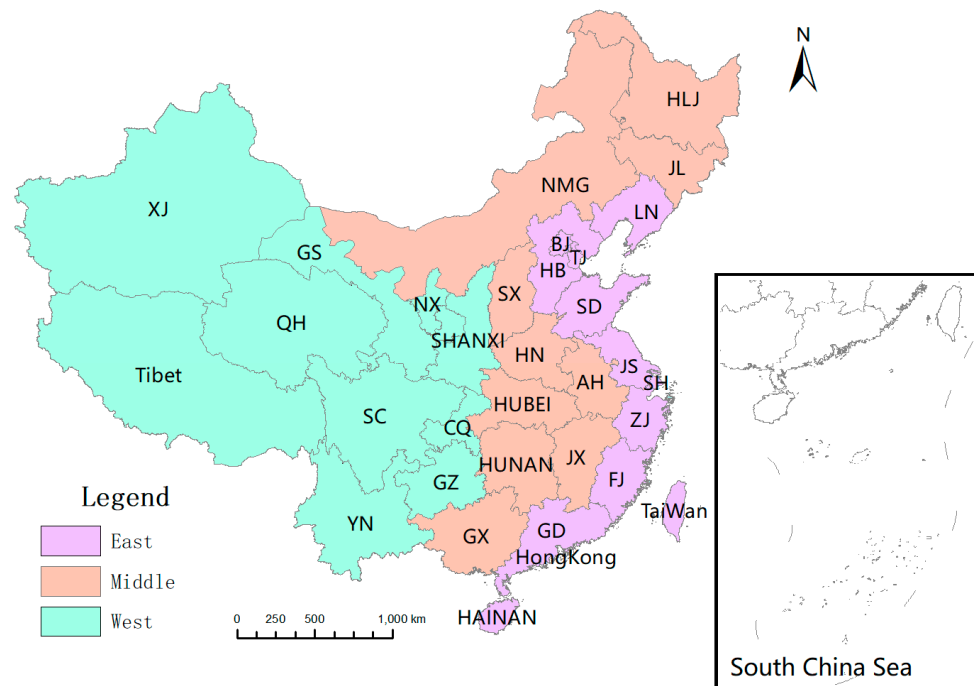 N
HLJ
JL
NMG
XJ
LN
GS
BJ
TJ
HB
SX
NX
SD
QH
SHANXI
HN
Tibet
JS
AH
SH
HUBEI
SC
ZJ
CQ
JX
HUNAN
FJ
GZ
TaiWan
YN
GD
GX
HongKong
HAINAN
Legend
East
Middle
West
0 250 500 1,000 km
South China Sea